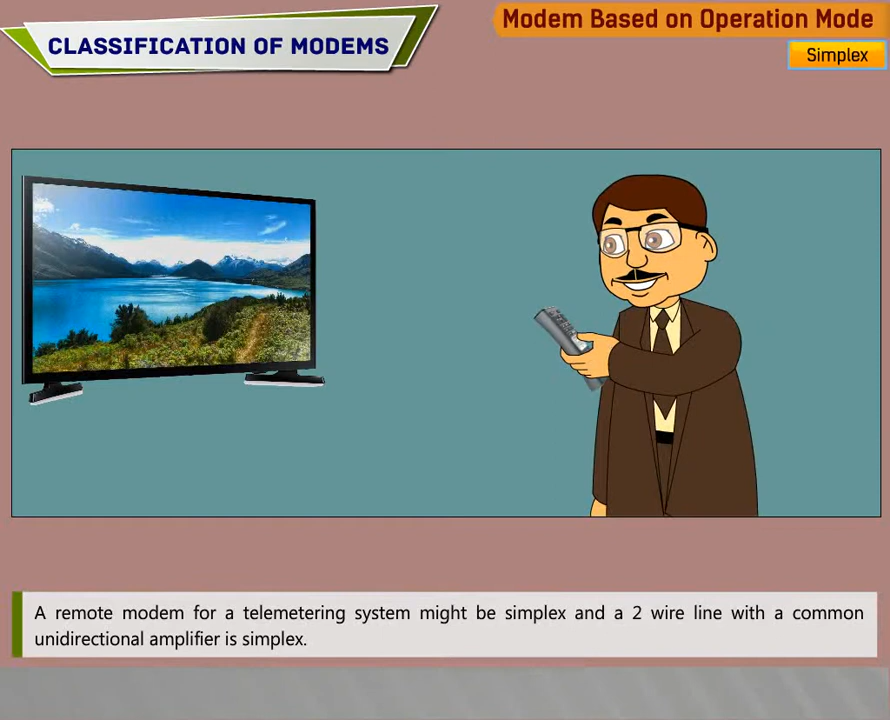 CLASSIFICATION OF MODEMS
Modem Based on Operation Mode
Simplex
A remote modem for a telemetering system might be simplex and a 2 wire line with a common
unidirectional amplifier is simplex.